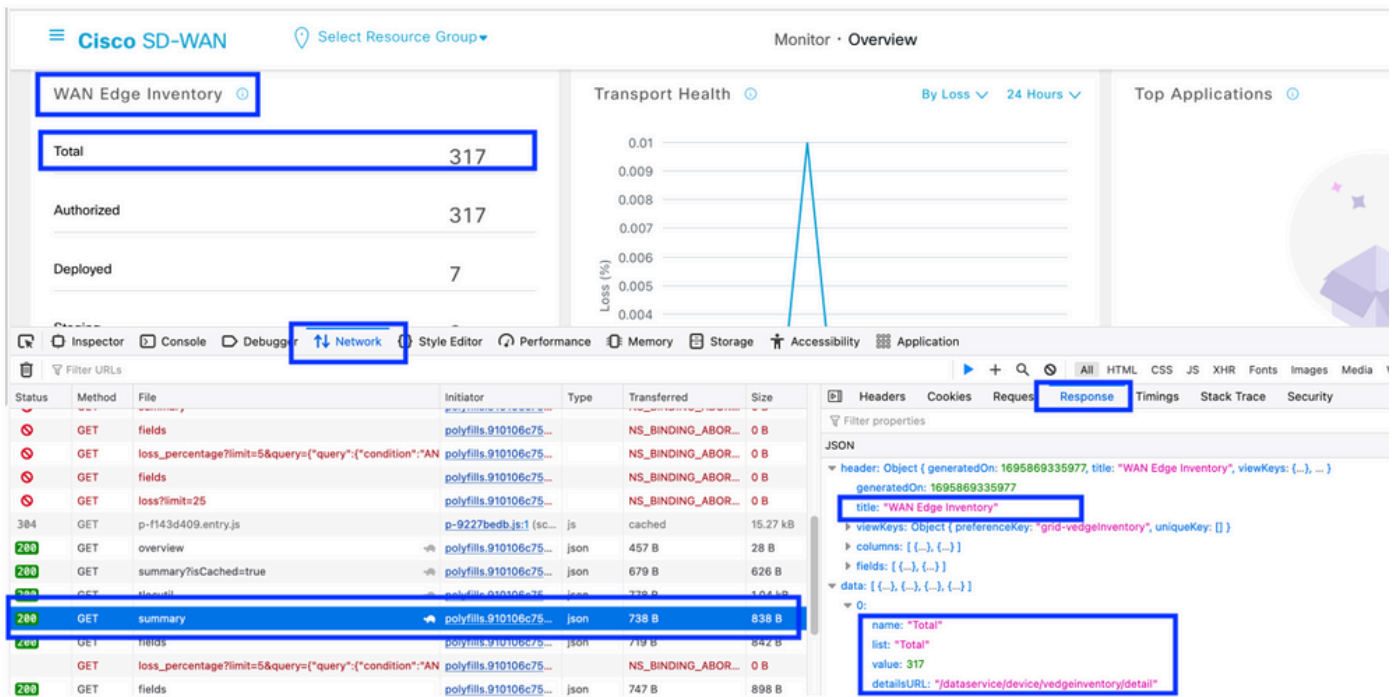 Cisco SD-WAN
Select Resource Group
Monitor · Overview
WAN Edge Inventory
Total 317
Authorized 317
Deployed 7
Transport Health
By Loss
24 Hours
0.01
0.009
0.008
0.007
0.006
0.005
0.004
Loss (%)
Top Applications
Inspector Console Debugger Network Style Editor Performance Memory Storage Accessibility Application
Filter URLs
All HTML CSS JS XHR Fonts Images Media
Status Method File Initiator Type Transferred Size
GET fields polyfills.910106c75... NS_BINDING_ABOR... 0 B
GET loss_percentage?limit=5&query={"query":{"condition":"AN polyfills.910106c75... NS_BINDING_ABOR... 0 B
GET fields polyfills.910106c75... NS_BINDING_ABOR... 0 B
GET loss?limit=25 polyfills.910106c75... NS_BINDING_ABOR... 0 B
304 GET p-f143d409.entry.js p-9227bedb.js:1 (sc... js cached 15.27 kB
200 GET overview polyfills.910106c75... json 457 B 28 B
200 GET summary?isCached=true polyfills.910106c75... json 679 B 626 B
200 GET summary polyfills.910106c75... json 738 B 838 B
200 GET fields polyfills.910106c75... json 719 B 842 B
GET loss_percentage?limit=5&query={"query":{"condition":"AN polyfills.910106c75... NS_BINDING_ABOR... 0 B
200 GET fields polyfills.910106c75... json 747 B 898 B
Headers Cookies Reques Response Timings Stack Trace Security
Filter properties
JSON
header: Object { generatedOn: 1695869335977, title: "WAN Edge Inventory", viewKeys: {…}, … }
generatedOn: 1695869335977
title: "WAN Edge Inventory"
viewKeys: Object { preferenceKey: "grid-vedgeInventory", uniqueKey: [] }
columns: [ {…}, {…} ]
fields: [ {…}, {…} ]
data: [ {…}, {…}, {…}, {…} ]
0:
name: "Total"
list: "Total"
value: 317
detailsURL: "/dataservice/device/vedgeinventory/detail"